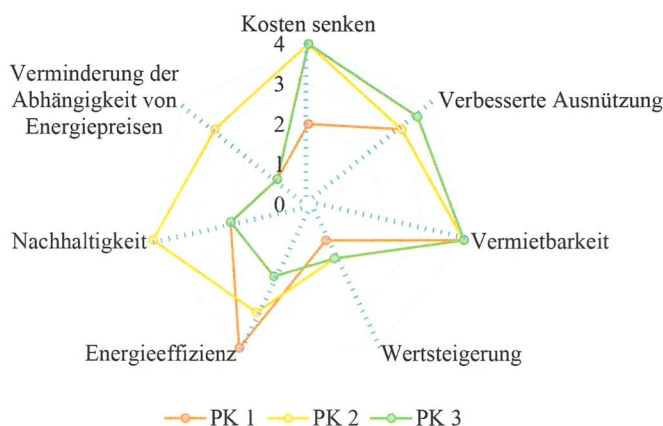 Kosten senken
4
3
2
1
0
Verminderung der
Abhängigkeit von
Energiepreisen
Verbesserte Ausnützung
Nachhaltigkeit
Vermietbarkeit
Energieeffizienz
Wertsteigerung
PK 1
PK 2
PK 3